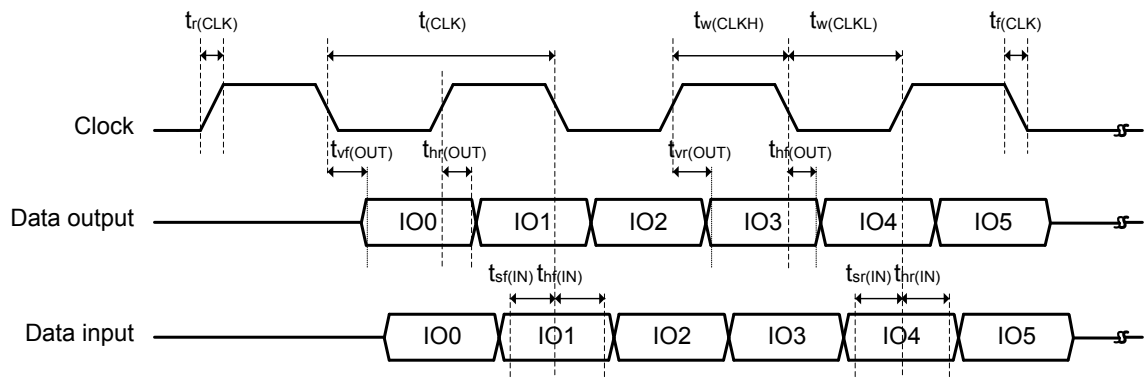 tr(CLK) t(CLK) tw(CLKH) tw(CLKL) tf(CLK)
Clock
tvf(OUT) thr(OUT) tvr(OUT) thf(OUT)
Data output IO0 IO1 IO2 IO3 IO4 IO5
tsf(IN) thf(IN) tsr(IN) thr(IN)
Data input IO0 IO1 IO2 IO3 IO4 IO5